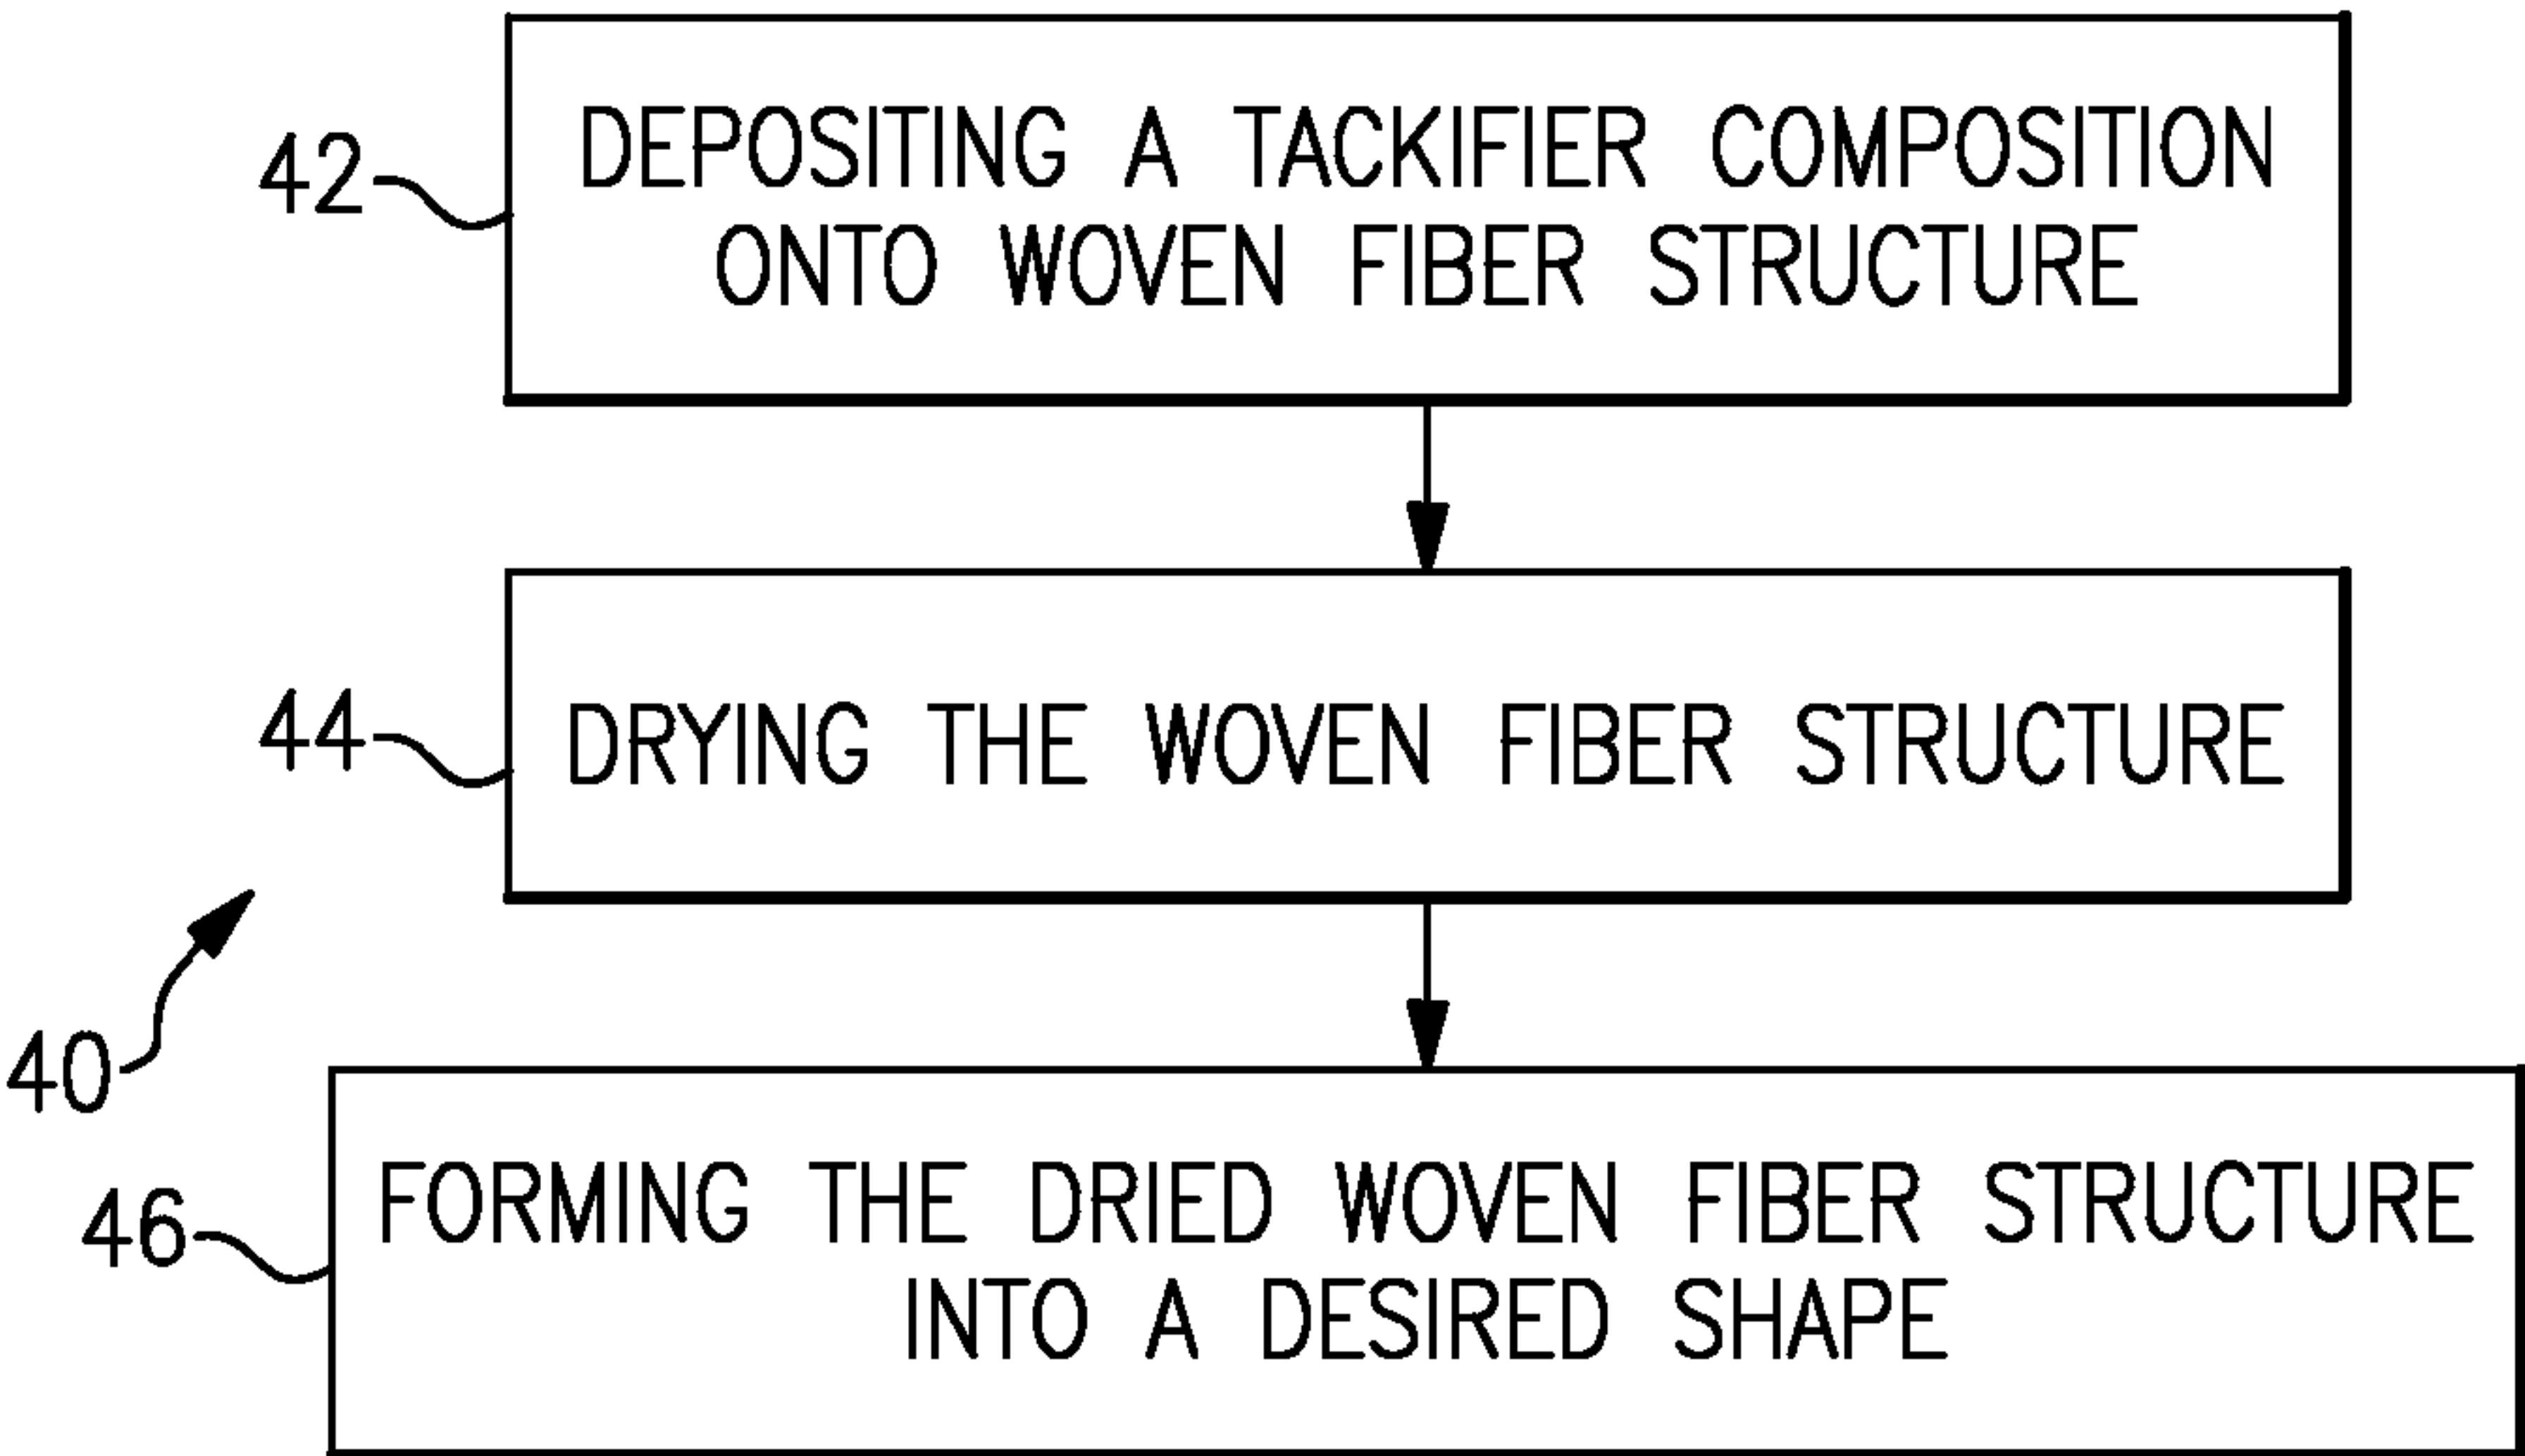 42
DEPOSITING A TACKIFIER COMPOSITION
ONTO WOVEN FIBER STRUCTURE
44
DRYING THE WOVEN FIBER STRUCTURE
40
46
FORMING THE DRIED WOVEN FIBER STRUCTURE
INTO A DESIRED SHAPE